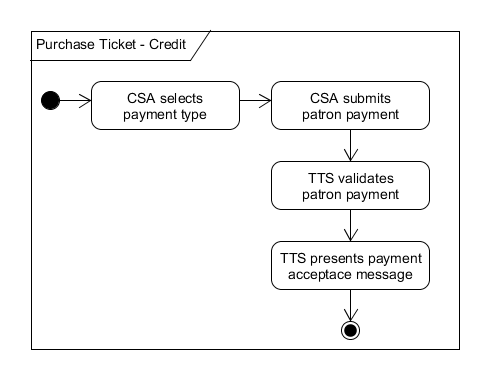 Purchase Ticket - Credit
CSA selects
payment type
CSA submits
patron payment
TTS validates
patron payment
TTS presents payment
acceptace message